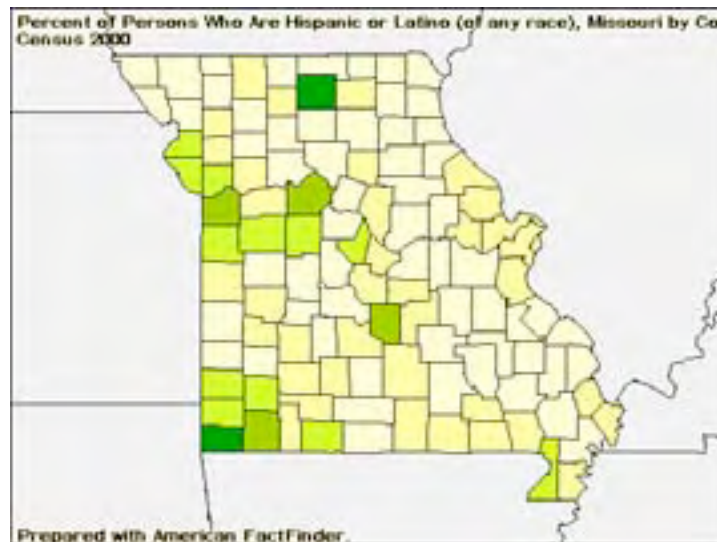 Percent of Persons Who Are Hispanic or Latino (of any race), Missouri by Co
Census 2000
Prepared with American FactFinder.